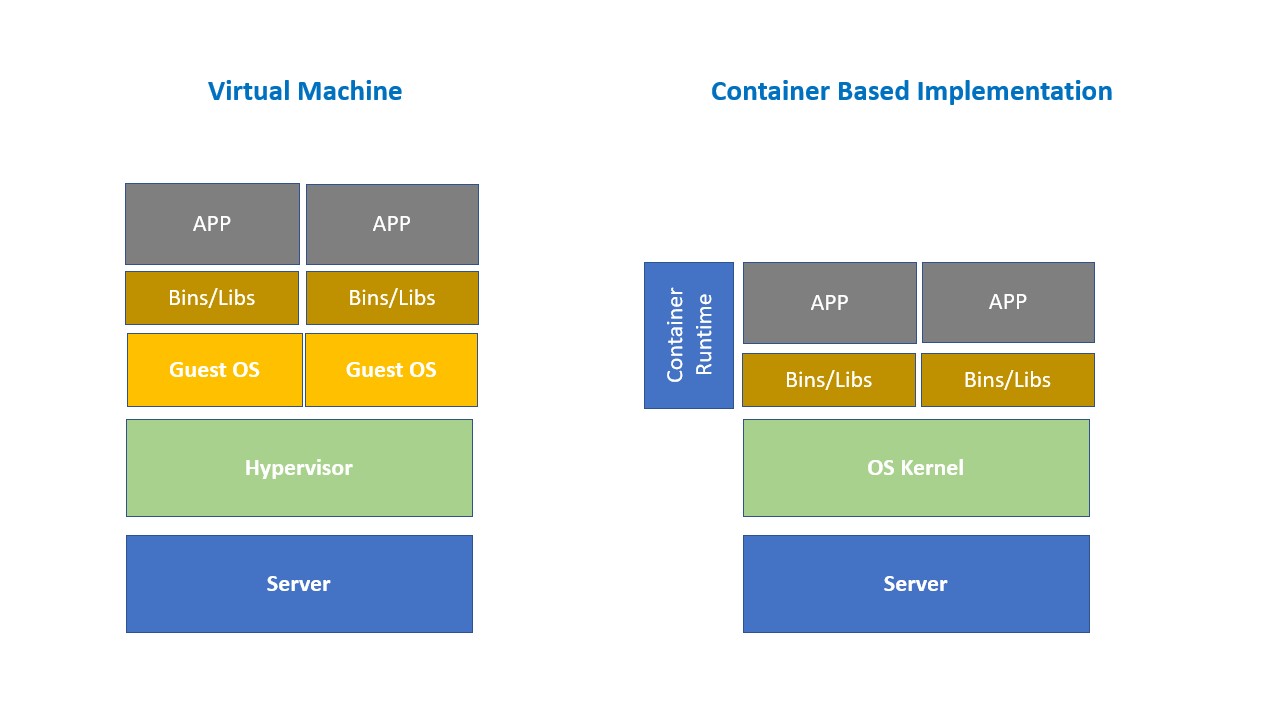 Virtual Machine
Container Based Implementation
APP
APP
Bins/Libs
Bins/Libs
Guest OS
Guest OS
Hypervisor
Server
Container
Runtime
APP
APP
Bins/Libs
Bins/Libs
OS Kernel
Server